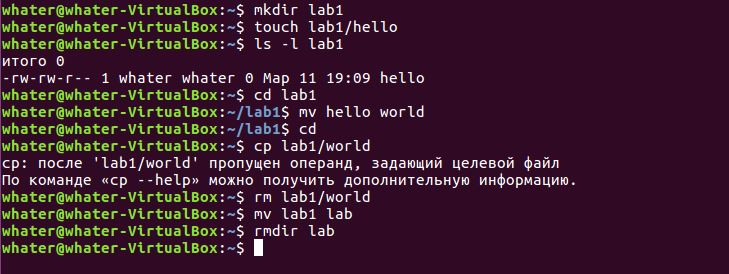 whater@whater-VirtualBox:~$ mkdir lab1
whater@whater-VirtualBox:~$ touch lab1/hello
whater@whater-VirtualBox:~$ ls -l lab1
итого 0
-rw-rw-r-- 1 whater whater 0 Мар 11 19:09 hello
whater@whater-VirtualBox:~$ cd lab1
whater@whater-VirtualBox:~/lab1$ mv hello world
whater@whater-VirtualBox:~/lab1$ cd
whater@whater-VirtualBox:~$ cp lab1/world
cp: после 'lab1/world' пропущен операнд, задающий целевой файл
По команде «cp --help» можно получить дополнительную информацию.
whater@whater-VirtualBox:~$ rm lab1/world
whater@whater-VirtualBox:~$ mv lab1 lab
whater@whater-VirtualBox:~$ rmdir lab
whater@whater-VirtualBox:~$